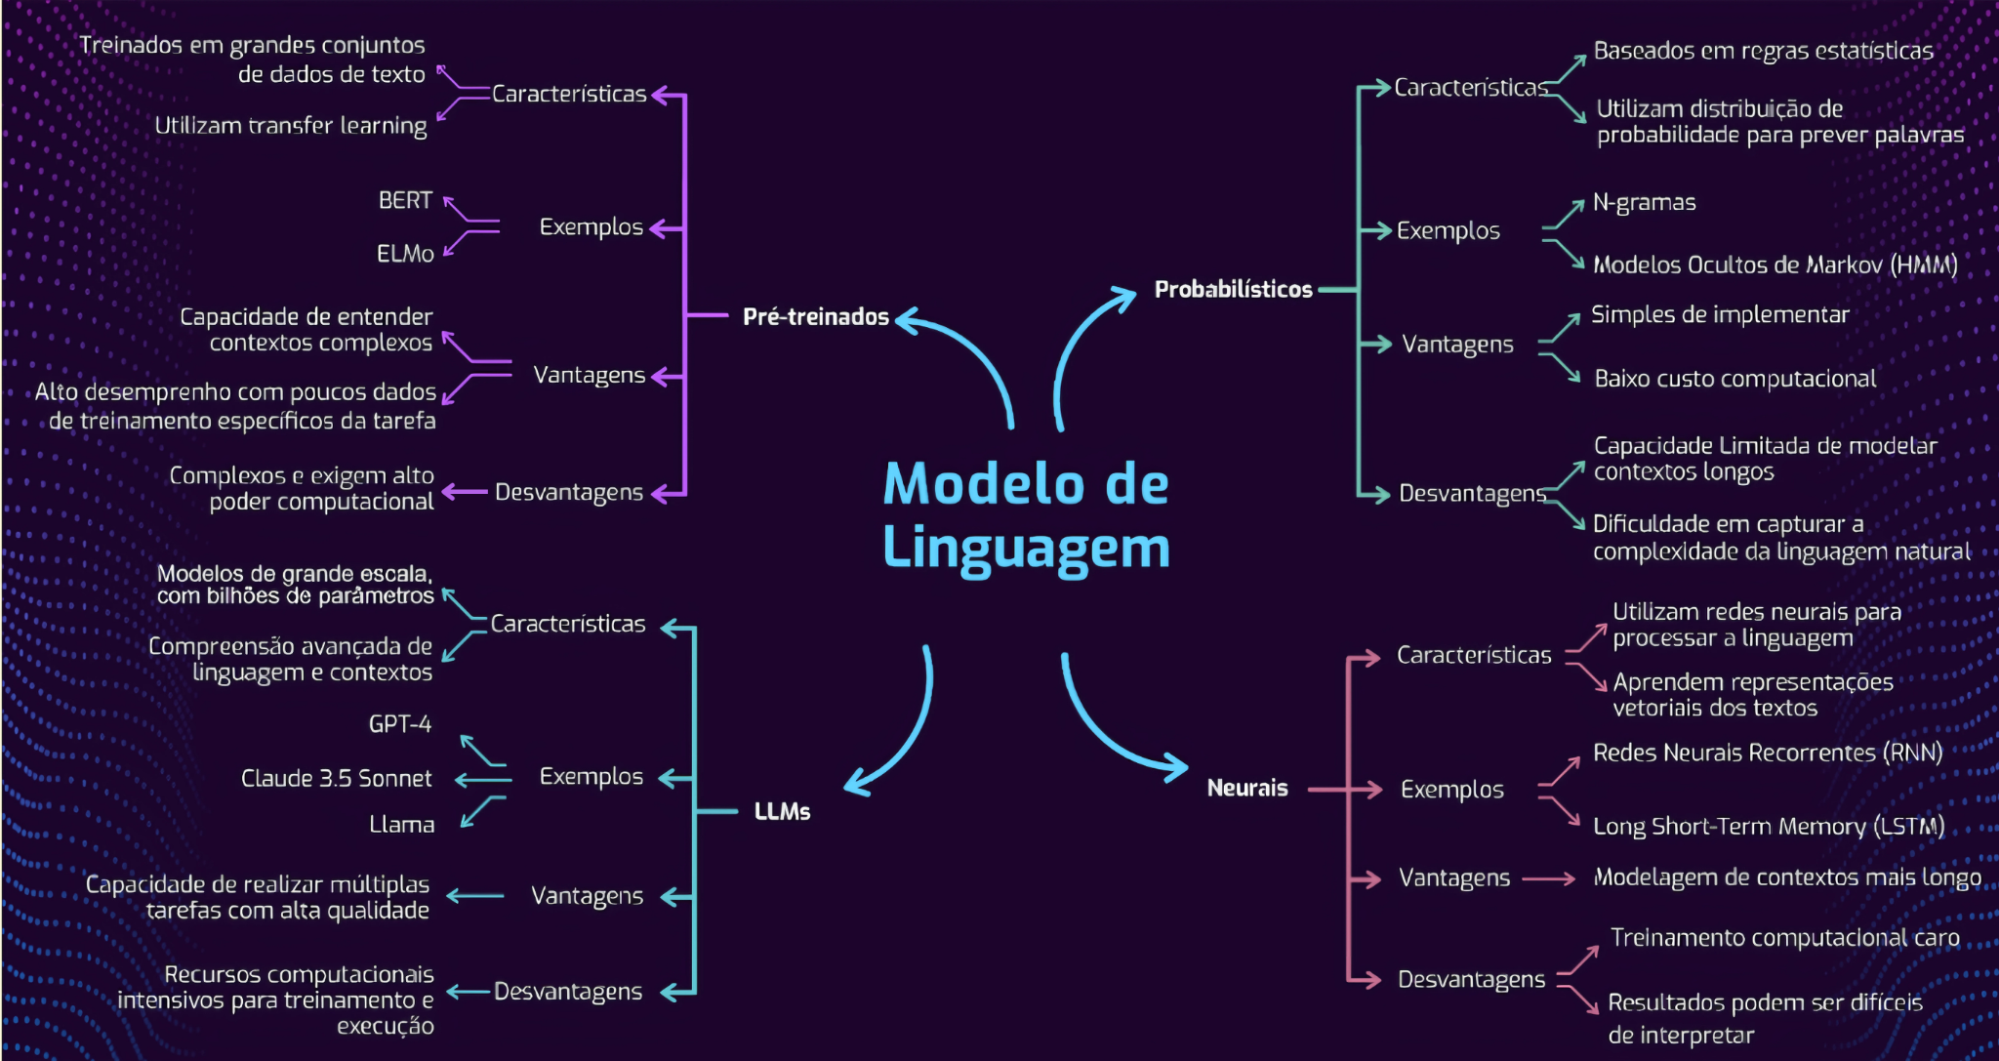 Modelo de
Linguagem
Pré-treinados
Características
Treinados em grandes conjuntos
de dados de texto
Utilizam transfer learning
Exemplos
BERT
ELMo
Vantagens
Capacidade de entender
contextos complexos
Alto desemprenho com poucos dados
de treinamento específicos da tarefa
Desvantagens
Complexos e exigem alto
poder computacional
Probabilísticos
Características
Baseados em regras estatísticas
Utilizam distribuição de
probabilidade para prever palavras
Exemplos
N-gramas
Modelos Ocultos de Markov (HMM)
Vantagens
Simples de implementar
Baixo custo computacional
Desvantagens
Capacidade Limitada de modelar
contextos longos
Dificuldade em capturar a
complexidade da linguagem natural
LLMs
Características
Modelos de grande escala,
com bilhões de parâmetros
Compreensão avançada de
linguagem e contextos
Exemplos
GPT-4
Claude 3.5 Sonnet
Llama
Vantagens
Capacidade de realizar múltiplas
tarefas com alta qualidade
Desvantagens
Recursos computacionais
intensivos para treinamento e
execução
Neurais
Características
Utilizam redes neurais para
processar a linguagem
Aprendem representações
vetoriais dos textos
Exemplos
Redes Neurais Recorrentes (RNN)
Long Short-Term Memory (LSTM)
Vantagens
Modelagem de contextos mais longo
Desvantagens
Treinamento computacional caro
Resultados podem ser difíceis
de interpretar